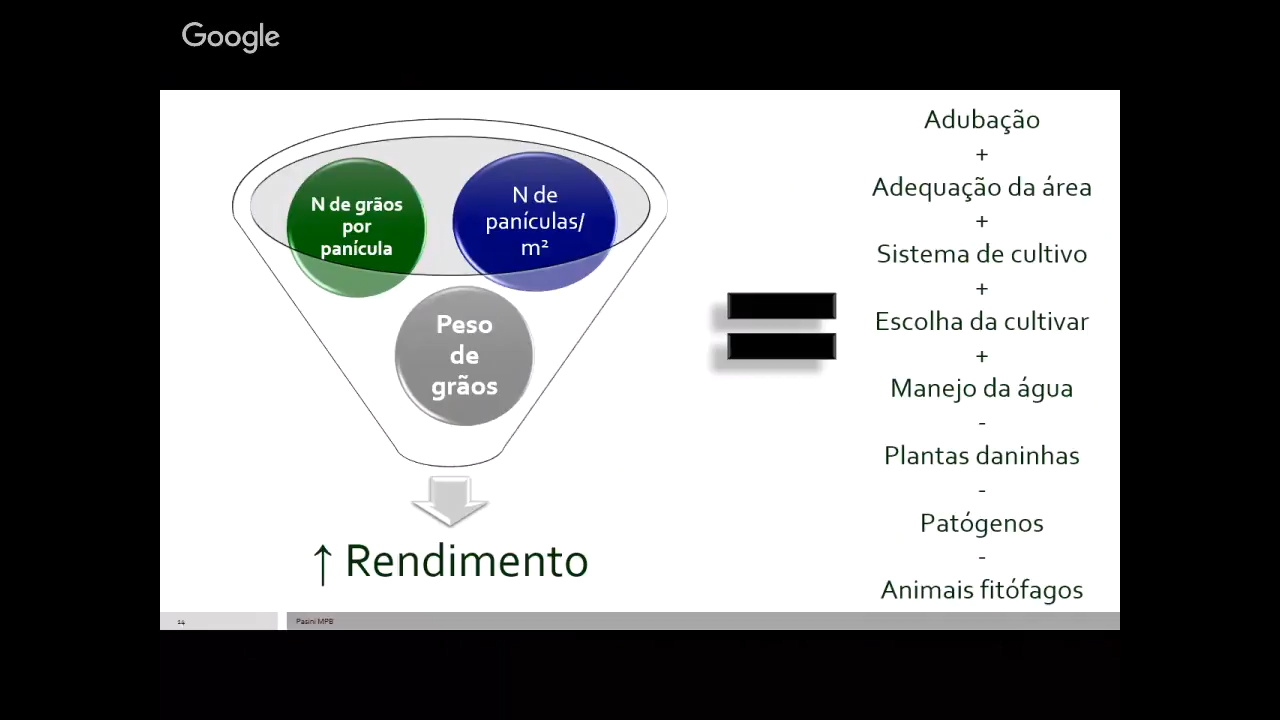 Google
N de grãos
por
panícula
N de
panículas/
m²
Peso
de
grãos
↑ Rendimento
Adubação
+
Adequação da área
+
Sistema de cultivo
+
Escolha da cultivar
+
Manejo da água
-
Plantas daninhas
-
Patógenos
-
Animais fitófagos
14
Pasini MPB